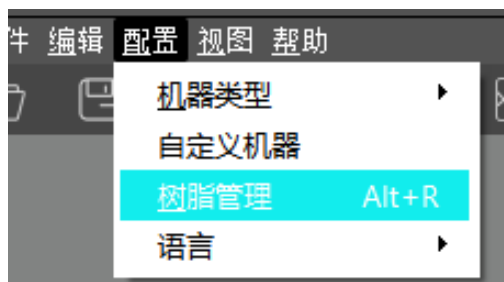 件 编辑 配置 视图 帮助
机器类型
自定义机器
树脂管理 Alt+R
语言